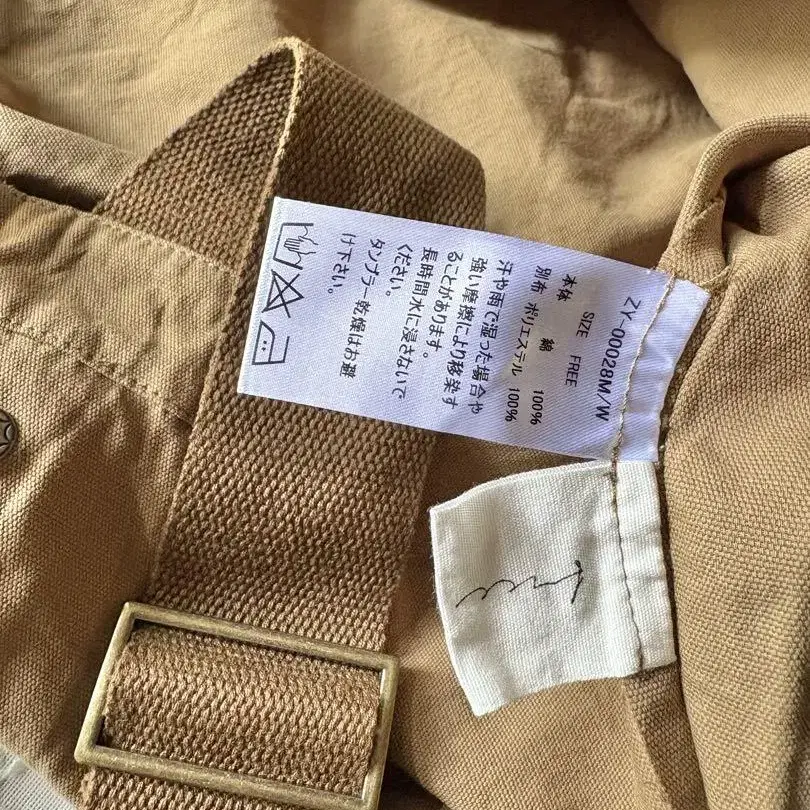 ZY-00028M/W
SIZE FREE
本体 綿 100%
別布 ポリエステル 100%
汗や雨で湿った場合や
強い摩擦により移染す
ることがあります。
長時間水に浸さないで
ください。
タンブラー乾燥はお避
け下さい。